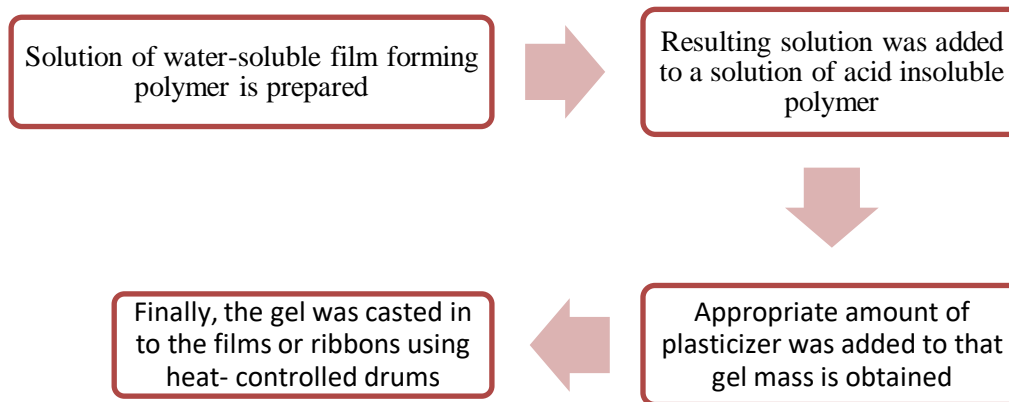 Solution of water-soluble film forming
polymer is prepared
Resulting solution was added
to a solution of acid insoluble
polymer
Appropriate amount of
plasticizer was added to that
gel mass is obtained
Finally, the gel was casted in
to the films or ribbons using
heat- controlled drums